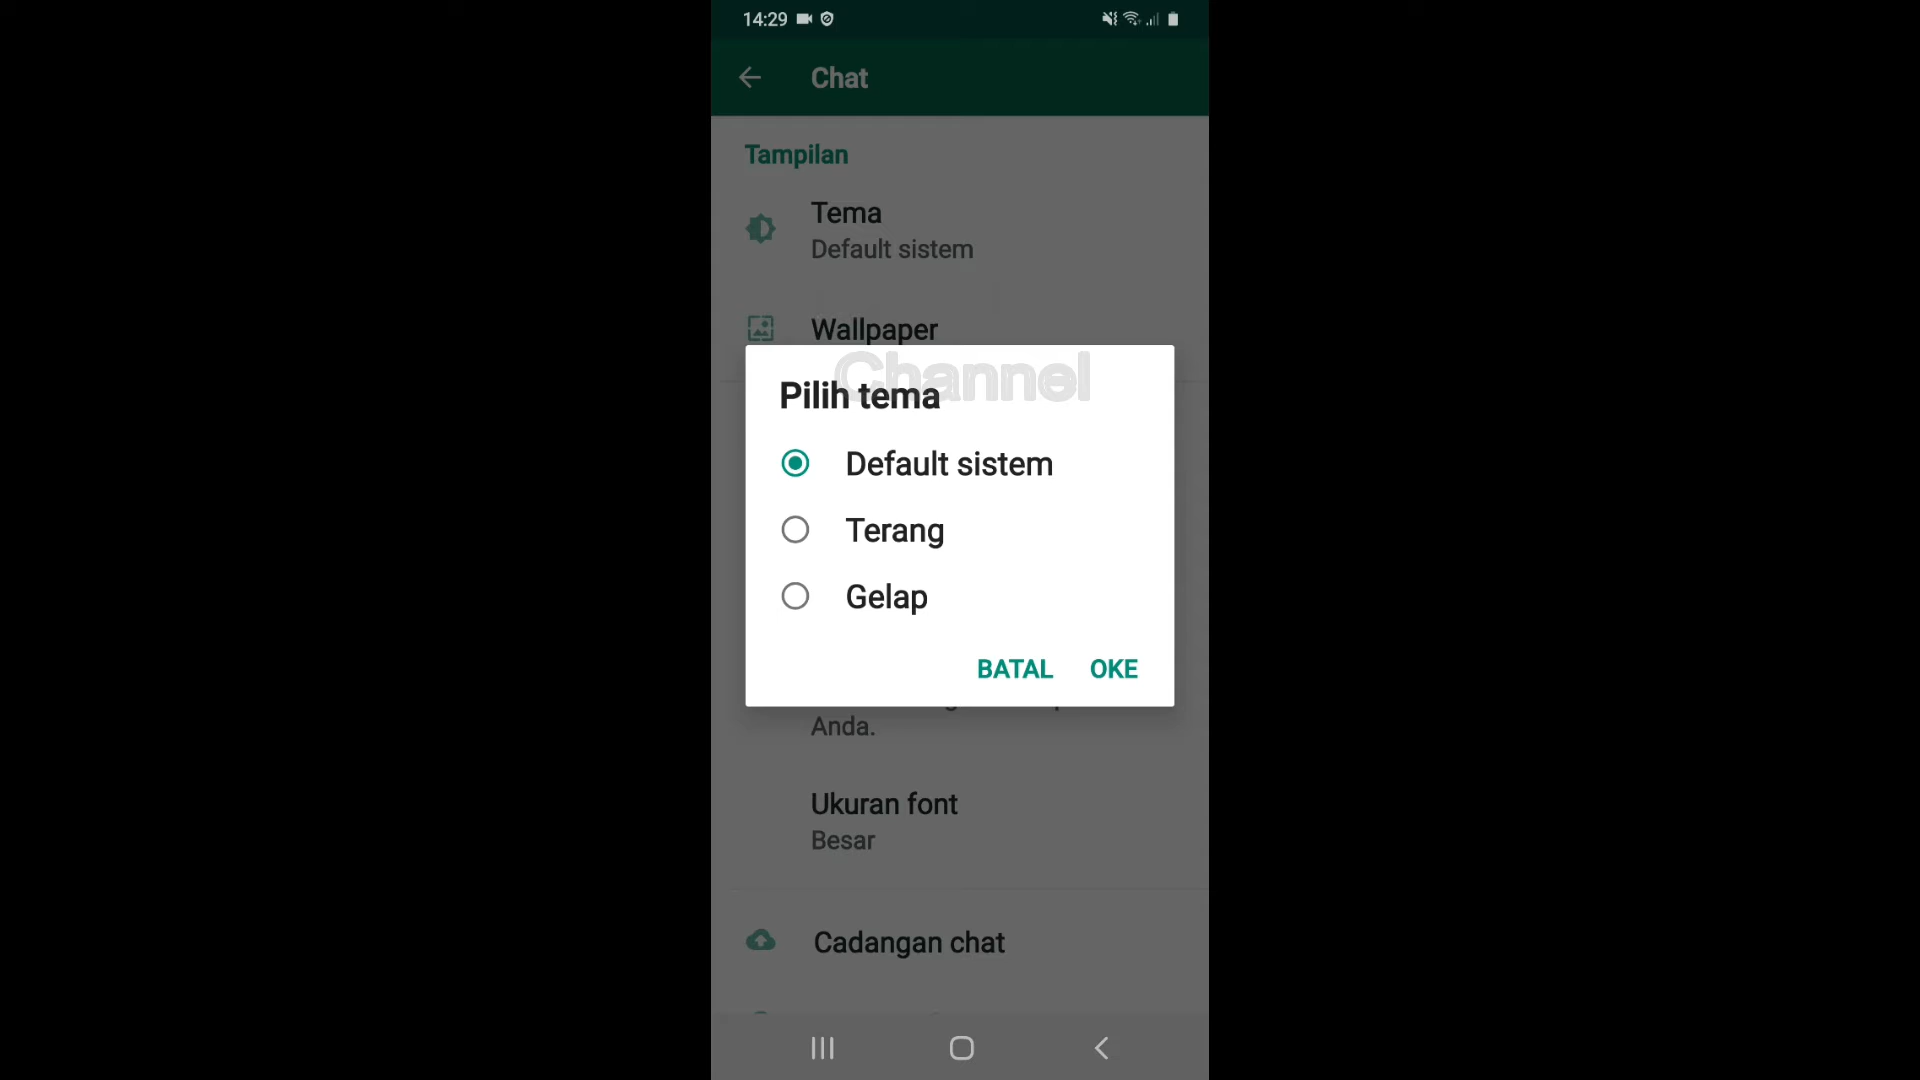 14:29
Chat
Tampilan
Tema
Default sistem
Wallpaper
Channel
Pilih tema
Default sistem
Terang
Gelap
BATAL OKE
Anda.
Ukuran font
Besar
Cadangan chat